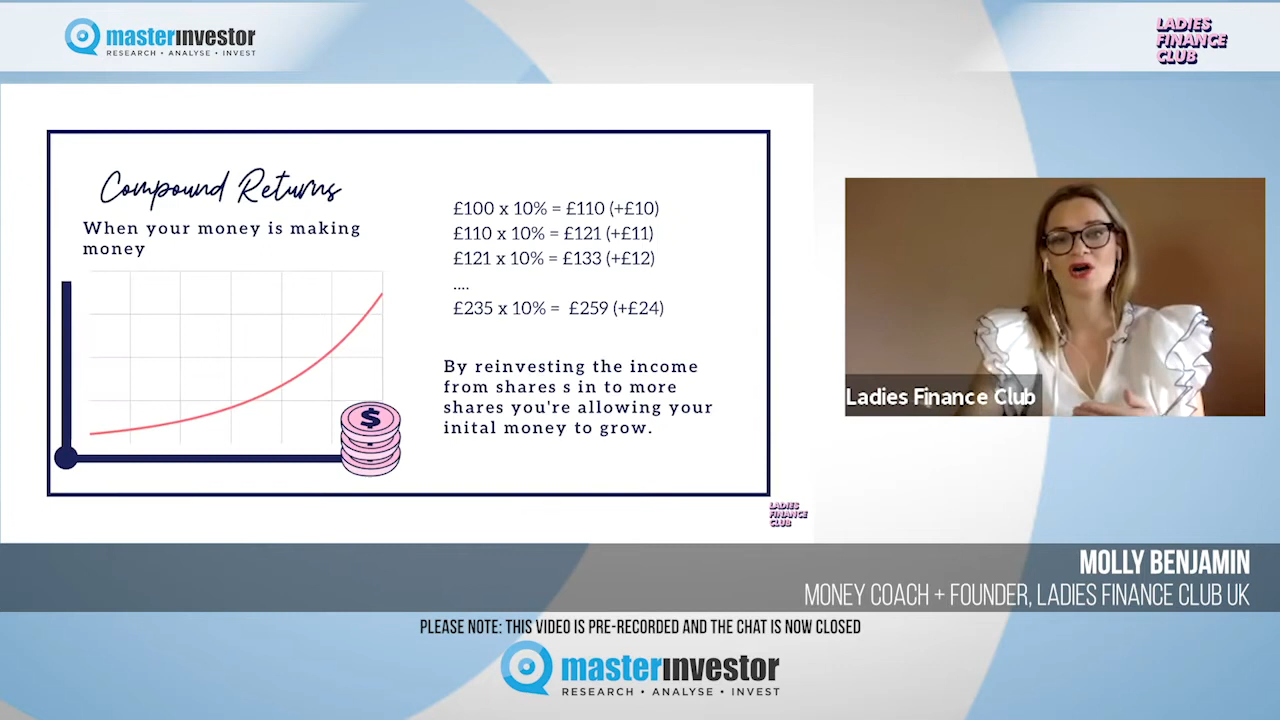 masterinvestor
RESEARCH • ANALYSE • INVEST
LADIES
FINANCE
CLUB
Compound Returns
When your money is making
money
£100 x 10% = £110 (+£10)
£110 x 10% = £121 (+£11)
£121 x 10% = £133 (+£12)
....
£235 x 10% = £259 (+£24)
By reinvesting the income
from shares s in to more
shares you're allowing your
inital money to grow.
$
LADIES
FINANCE
CLUB
Ladies Finance Club
MOLLY BENJAMIN
MONEY COACH + FOUNDER, LADIES FINANCE CLUB UK
PLEASE NOTE: THIS VIDEO IS PRE-RECORDED AND THE CHAT IS NOW CLOSED
masterinvestor
RESEARCH • ANALYSE • INVEST